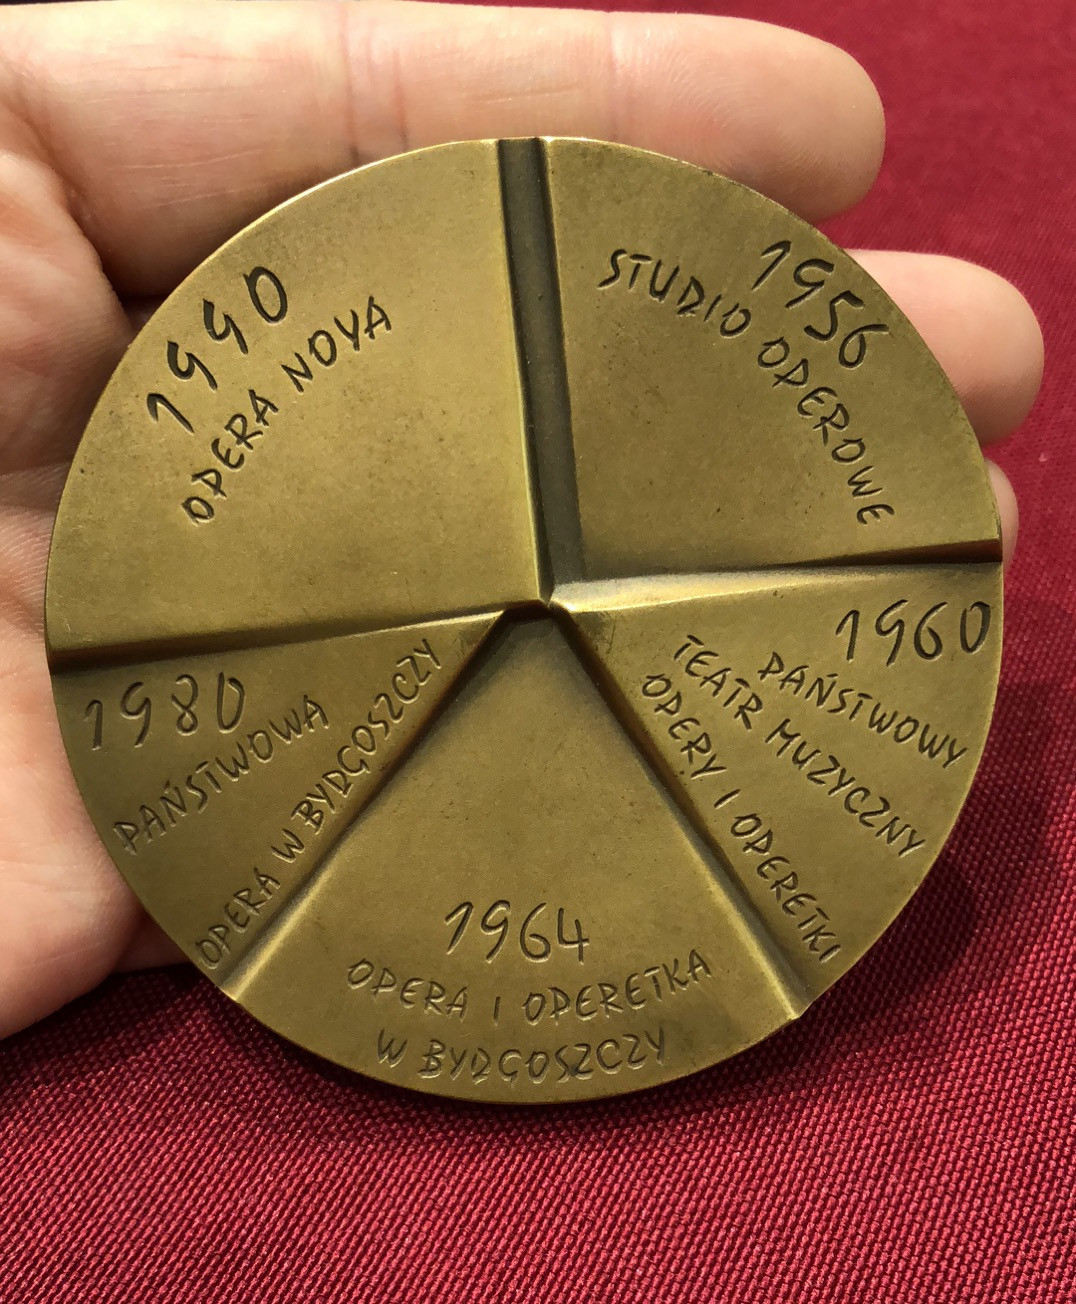 1956
STUDIO OPEROWE
1960
PAŃSTWOWY
TEATR MUZYCZNY
OPERY I OPERETKI
1964
OPERA I OPERETKA
W BYDGOSZCZY
1980
PAŃSTWOWA
OPERA W BYDGOSZCZY
1990
OPERA NOVA